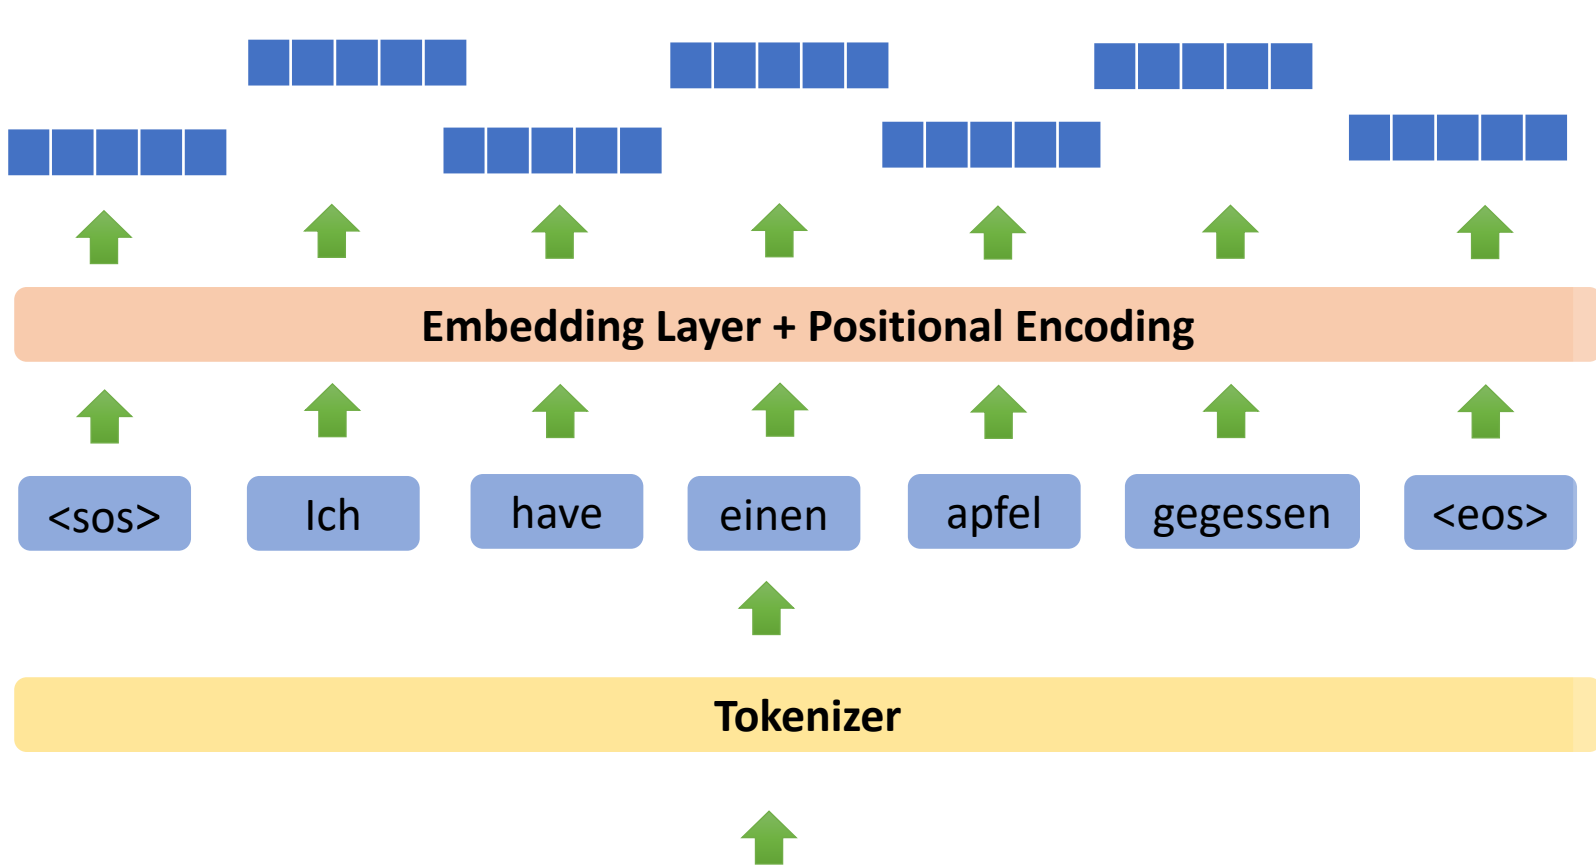 Embedding Layer + Positional Encoding
<sos> Ich have einen apfel gegessen <eos>
Tokenizer